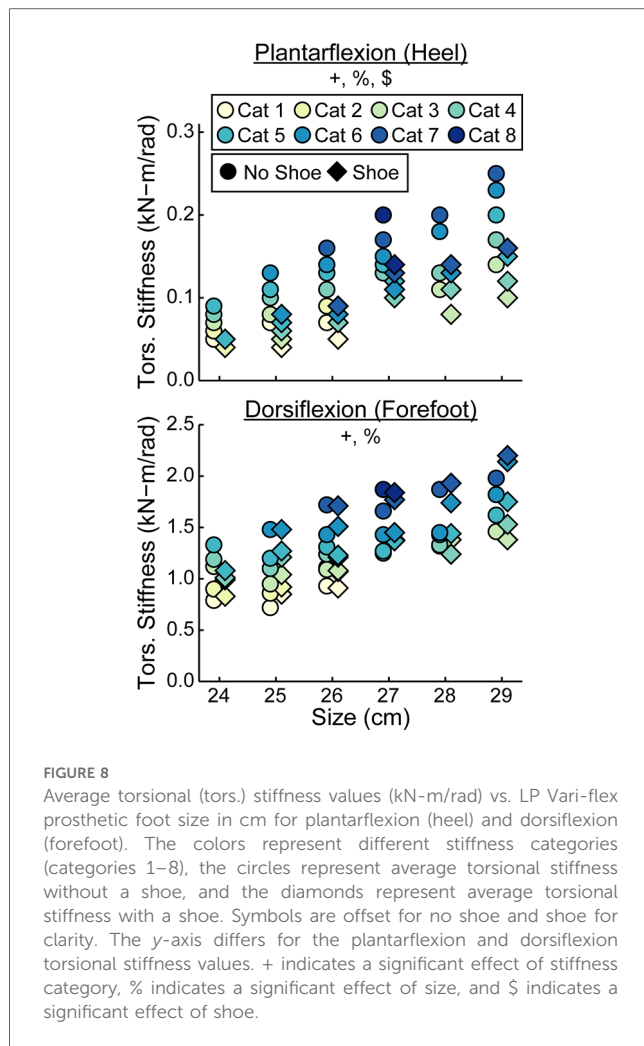 Plantarflexion (Heel)
+, %, $
Cat 1 Cat 2 Cat 3 Cat 4
Cat 5 Cat 6 Cat 7 Cat 8
No Shoe Shoe
Tors. Stiffness (kN−m/rad)
0.3
0.2
0.1
0.0
Dorsiflexion (Forefoot)
+, %
Tors. Stiffness (kN−m/rad)
2.5
2.0
1.5
1.0
0.5
0.0
24 25 26 27 28 29
Size (cm)
FIGURE 8
Average torsional (tors.) stiffness values (kN-m/rad) vs. LP Vari-flex
prosthetic foot size in cm for plantarflexion (heel) and dorsiflexion
(forefoot). The colors represent different stiffness categories
(categories 1–8), the circles represent average torsional stiffness
without a shoe, and the diamonds represent average torsional
stiffness with a shoe. Symbols are offset for no shoe and shoe for
clarity. The y-axis differs for the plantarflexion and dorsiflexion
torsional stiffness values. + indicates a significant effect of stiffness
category, % indicates a significant effect of size, and $ indicates a
significant effect of shoe.